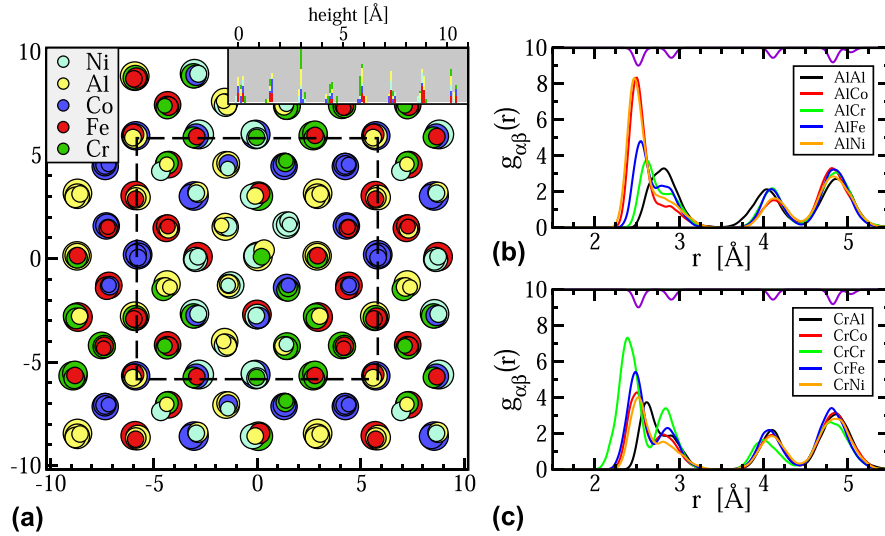 height [Å]
0
5
10
10
5
0
-5
-10
Ni
Al
Co
Fe
Cr
-10
-5
0
5
10
(a)
10
8
6
4
2
0
gαβ(r)
AlAl
AlCo
AlCr
AlFe
AlNi
2
3
4
5
r [Å]
(b)
10
8
6
4
2
0
gαβ(r)
CrAl
CrCo
CrCr
CrFe
CrNi
2
3
4
5
r [Å]
(c)